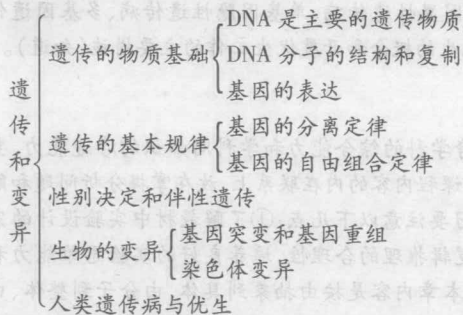 遗传和变异
遗传的物质基础
DNA是主要的遗传物质
DNA分子的结构和复制
基因的表达
遗传的基本规律
基因的分离定律
基因的自由组合定律
性别决定和伴性遗传
生物的变异
基因突变和基因重组
染色体变异
人类遗传病与优生